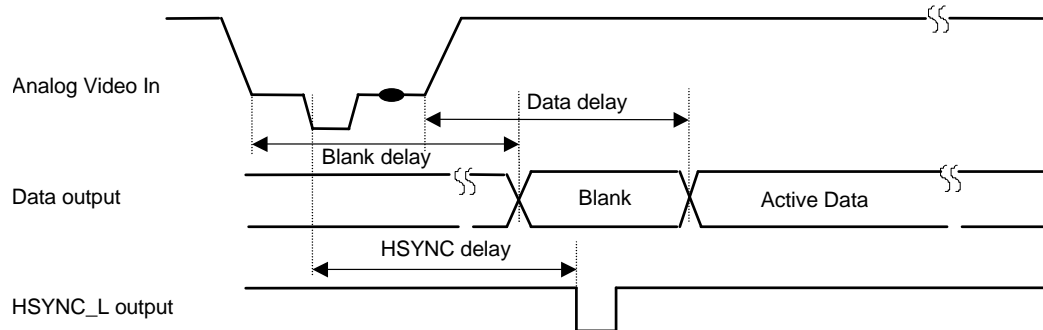 Analog Video In
Data delay
Blank delay
Data output
Blank
Active Data
HSYNC delay
HSYNC_L output